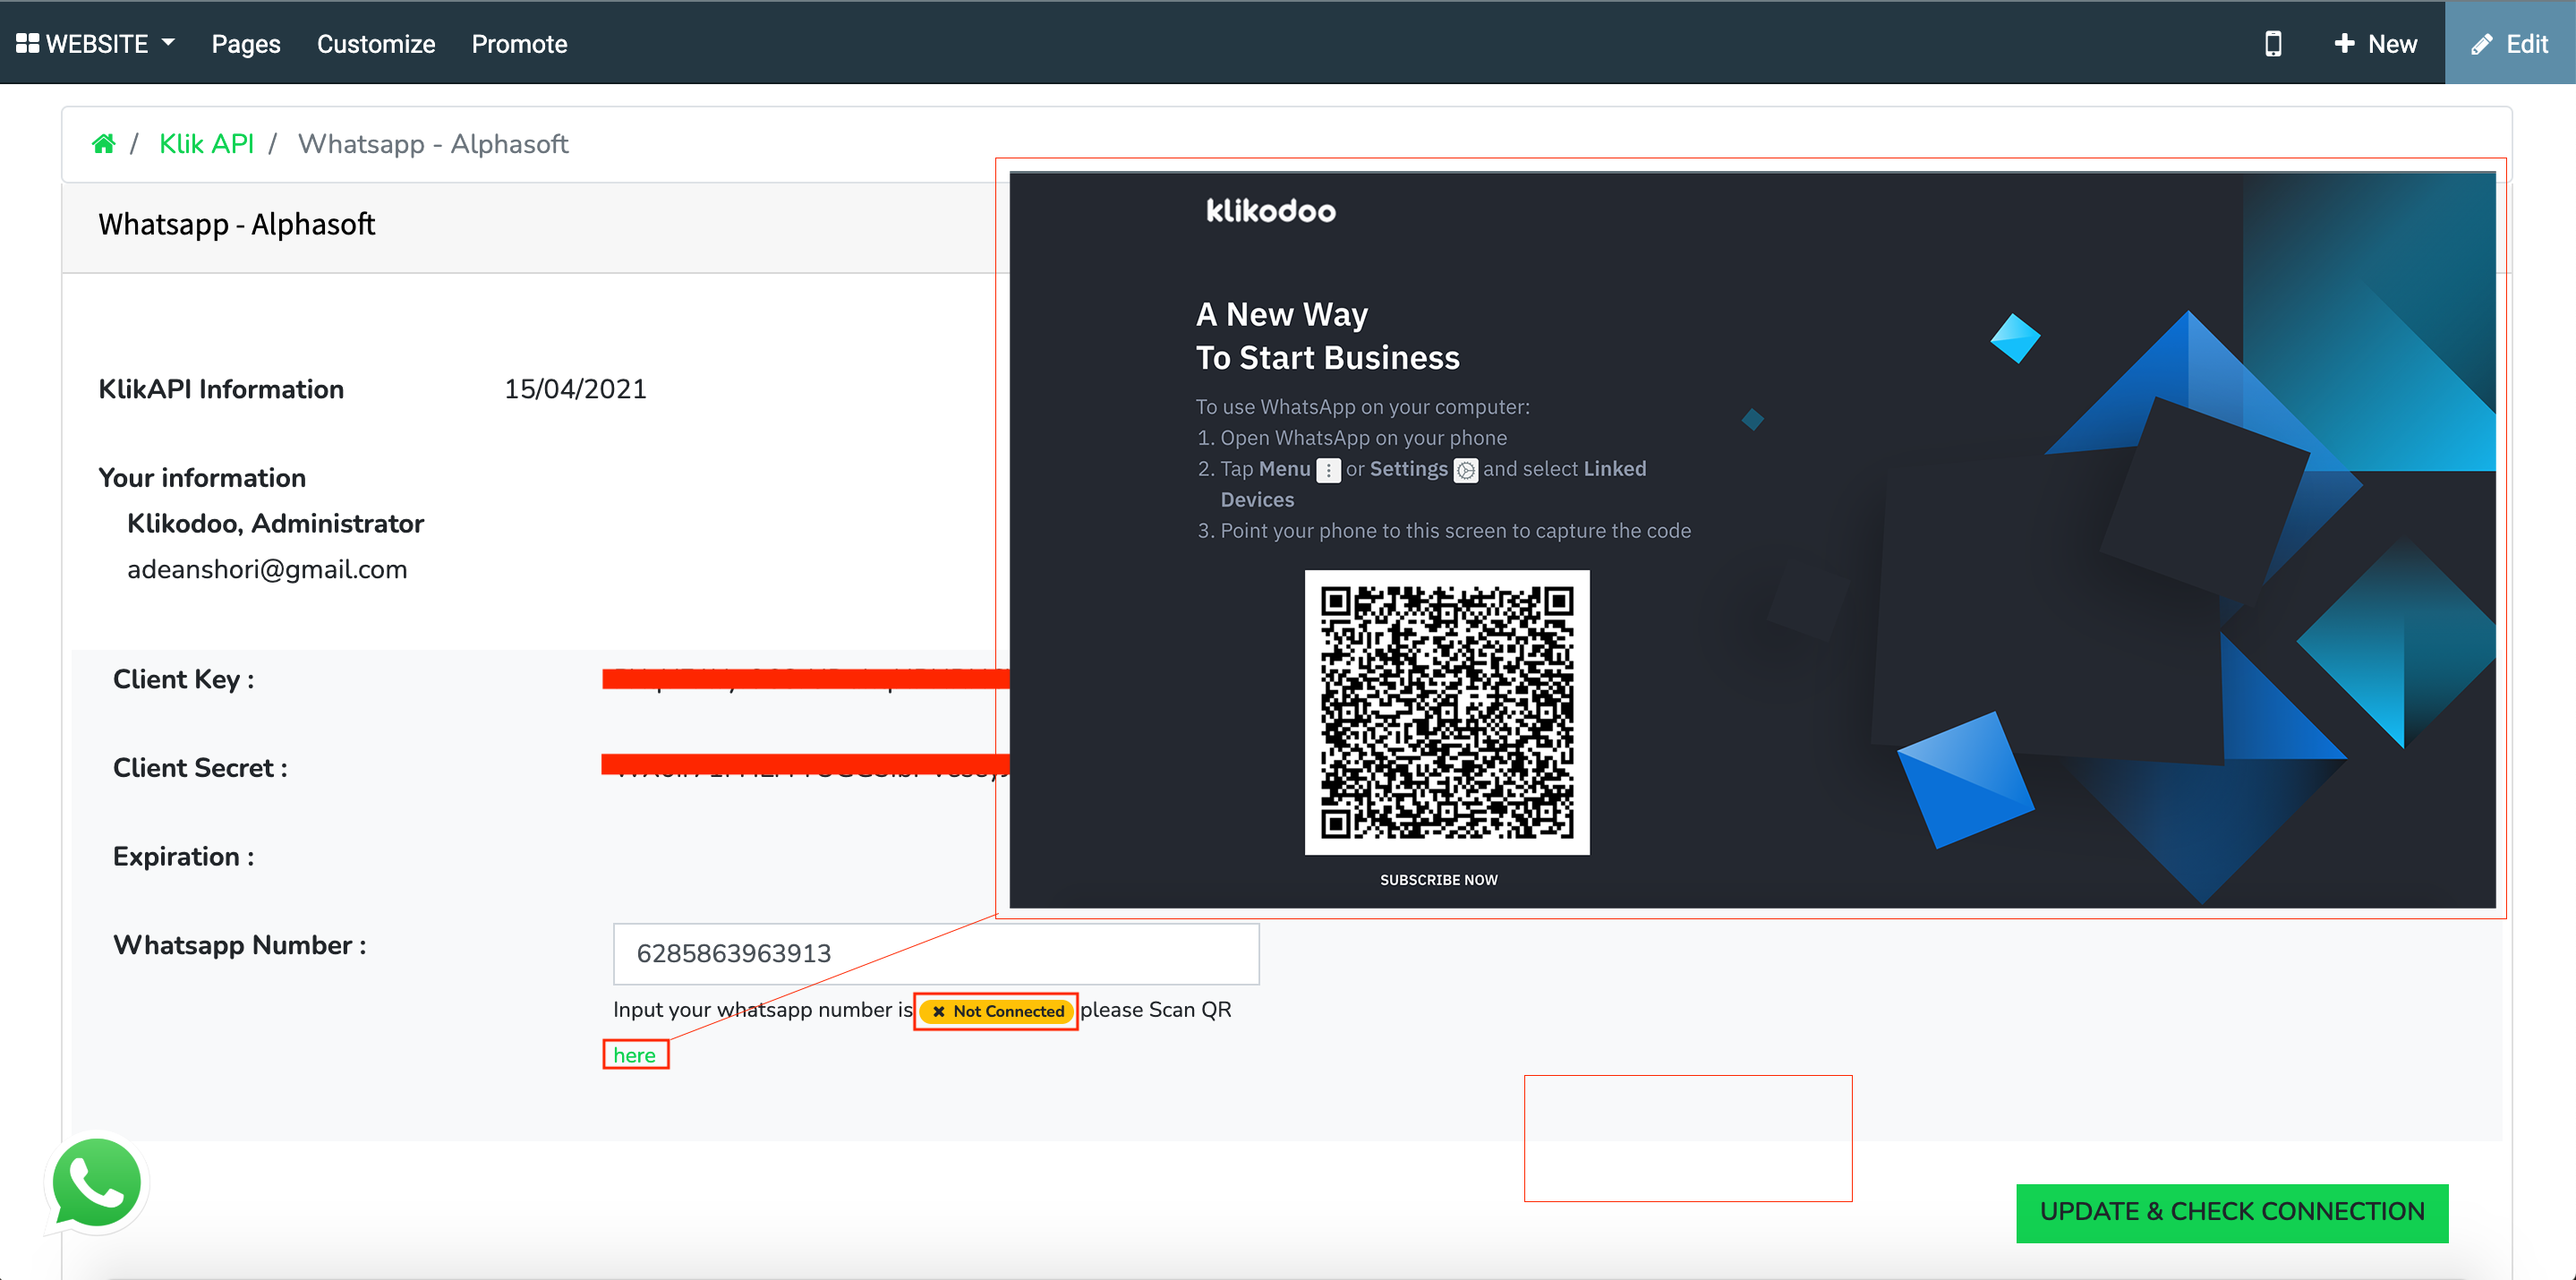 WEBSITE Pages Customize Promote New Edit
/ Klik API / Whatsapp - Alphasoft
Whatsapp - Alphasoft
KlikAPI Information 15/04/2021
Your information
Klikodoo, Administrator
adeanshori@gmail.com
Client Key :
Client Secret :
Expiration :
Whatsapp Number : 6285863963913
Input your whatsapp number is Not Connected please Scan QR
here
UPDATE & CHECK CONNECTION
klikodoo
A New Way
To Start Business
To use WhatsApp on your computer:
1. Open WhatsApp on your phone
2. Tap Menu or Settings and select Linked
Devices
3. Point your phone to this screen to capture the code
SUBSCRIBE NOW